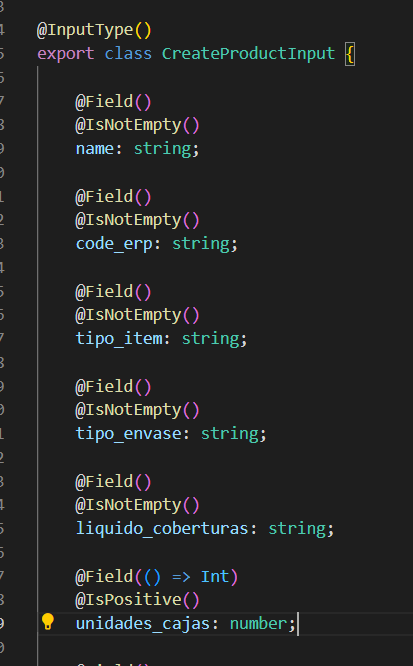 @InputType()
export class CreateProductInput {
@Field()
@IsNotEmpty()
name: string;
@Field()
@IsNotEmpty()
code_erp: string;
@Field()
@IsNotEmpty()
tipo_item: string;
@Field()
@IsNotEmpty()
tipo_envase: string;
@Field()
@IsNotEmpty()
liquido_coberturas: string;
@Field(() => Int)
@IsPositive()
unidades_cajas: number;